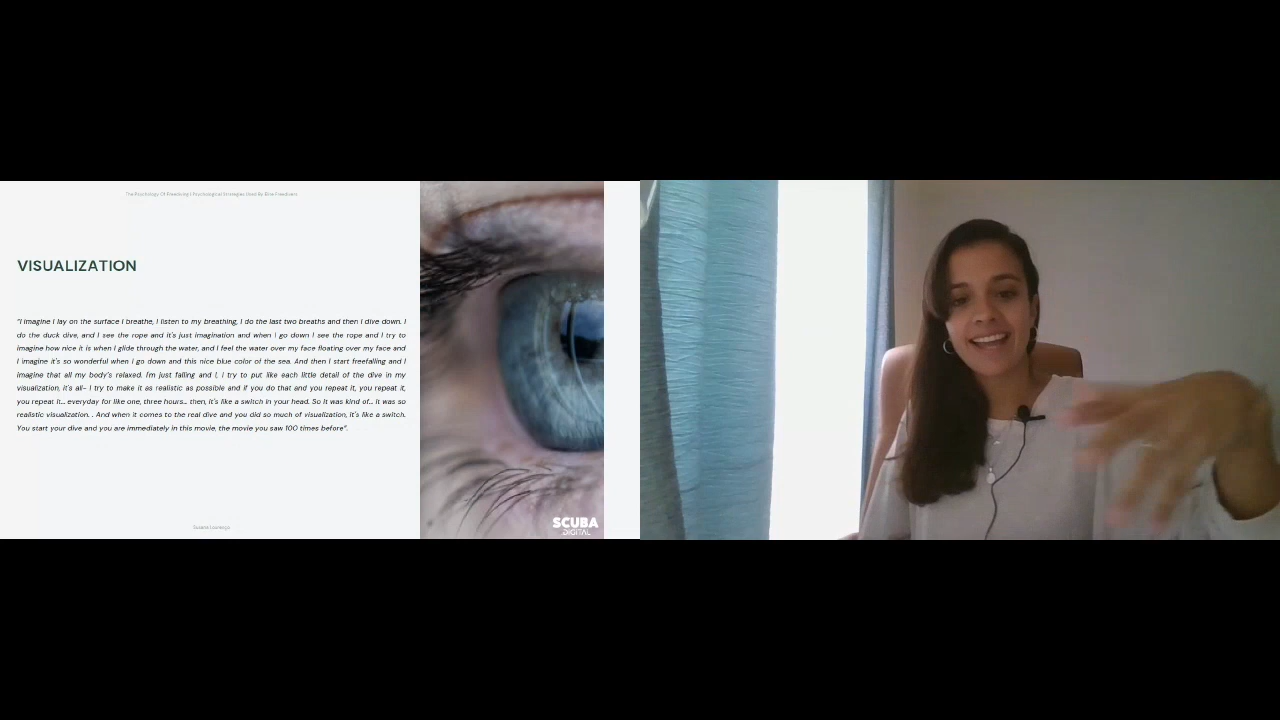 The Psychology Of Freediving | Psychological Strategies Used By Elite Freedivers
VISUALIZATION
"I imagine I lay on the surface I breathe, I listen to my breathing, I do the last two breaths and then I dive down. I
do the duck dive, and I see the rope and it's just imagination and when I go down I see the rope and I try to
imagine how nice it is when I glide through the water, and I feel the water over my face floating over my face and
I imagine it's so wonderful when I go down and this nice blue color of the sea. And then I start freefalling and I
imagine that all my body's relaxed. I'm just falling and I, I try to put like each little detail of the dive in my
visualization, it's all- I try to make it as realistic as possible and if you do that and you repeat it, you repeat it,
you repeat it... everyday for like one, three hours... then, it's like a switch in your head. So it was kind of... it was so
realistic visualization. . And when it comes to the real dive and you did so much of visualization, it's like a switch.
You start your dive and you are immediately in this movie, the movie you saw 100 times before".
SCUBA
.DIGITAL